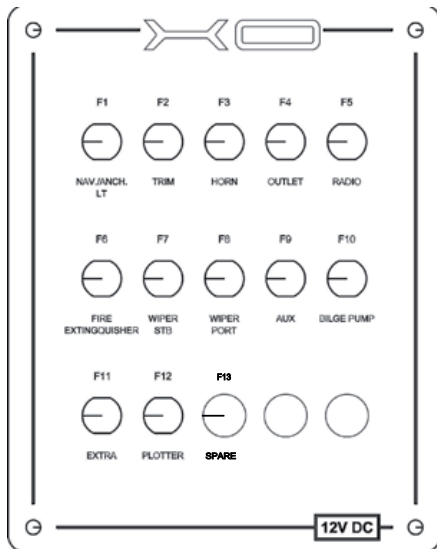 F1 F2 F3 F4 F5
NAV./ANCH. TRIM HORN OUTLET RADIO
LT
F6 F7 F8 F9 F10
FIRE WIPER WIPER AUX BILGE PUMP
EXTINGQUISHER STB PORT
F11 F12 F13
EXTRA PLOTTER SPARE
12V DC